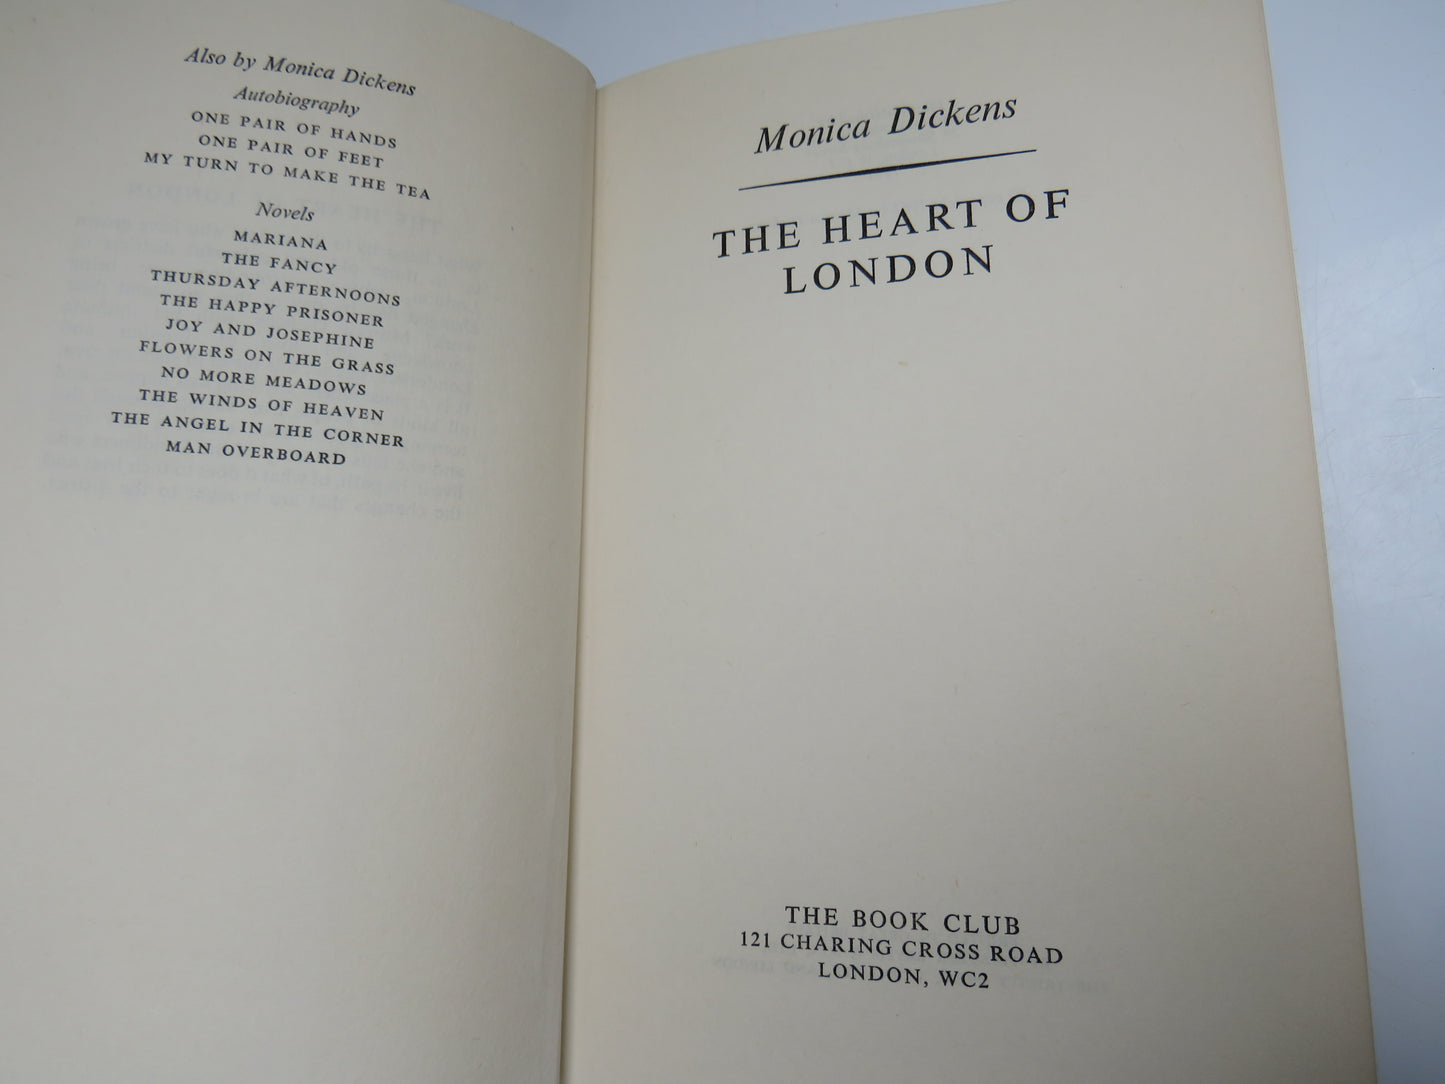 Also by Monica Dickens
Autobiography
ONE PAIR OF HANDS
ONE PAIR OF FEET
MY TURN TO MAKE THE TEA
Novels
MARIANA
THE FANCY
THURSDAY AFTERNOONS
THE HAPPY PRISONER
JOY AND JOSEPHINE
FLOWERS ON THE GRASS
NO MORE MEADOWS
THE WINDS OF HEAVEN
THE ANGEL IN THE CORNER
MAN OVERBOARD
Monica Dickens
THE HEART OF
LONDON
THE BOOK CLUB
121 CHARING CROSS ROAD
LONDON, WC2